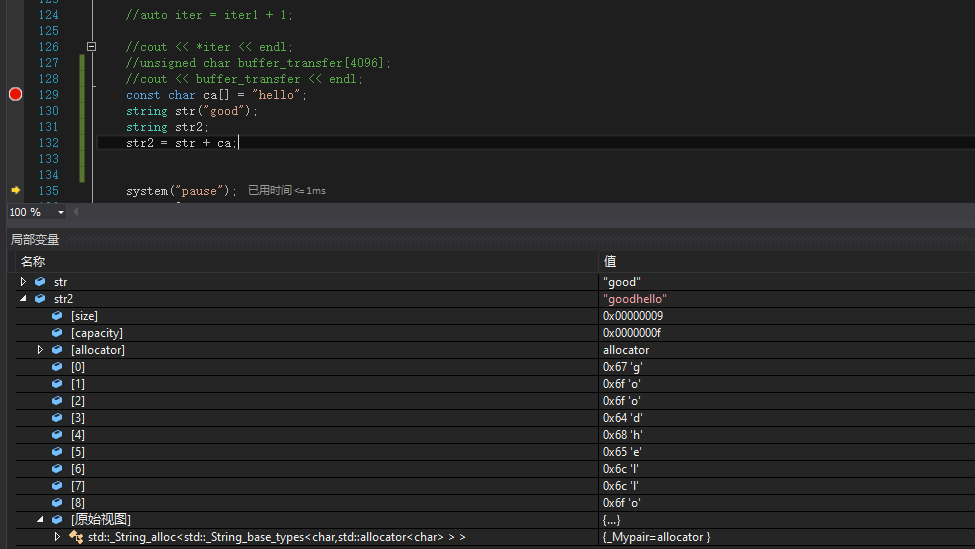 124 //auto iter = iter1 + 1;
125
126 //cout << *iter << endl;
127 //unsigned char buffer_transfer[4096];
128 //cout << buffer_transfer << endl;
129 const char ca[] = "hello";
130 string str("good");
131 string str2;
132 str2 = str + ca;
133
134
135 system("pause"); 已用时间<=1ms
100 %
局部变量
名称 值
str "good"
str2 "goodhello"
[size] 0x00000009
[capacity] 0x0000000f
[allocator] allocator
[0] 0x67 'g'
[1] 0x6f 'o'
[2] 0x6f 'o'
[3] 0x64 'd'
[4] 0x68 'h'
[5] 0x65 'e'
[6] 0x6c 'l'
[7] 0x6c 'l'
[8] 0x6f 'o'
[原始视图] {...}
std::_String_alloc<std::_String_base_types<char,std::allocator<char> > > {_Mypair=allocator }